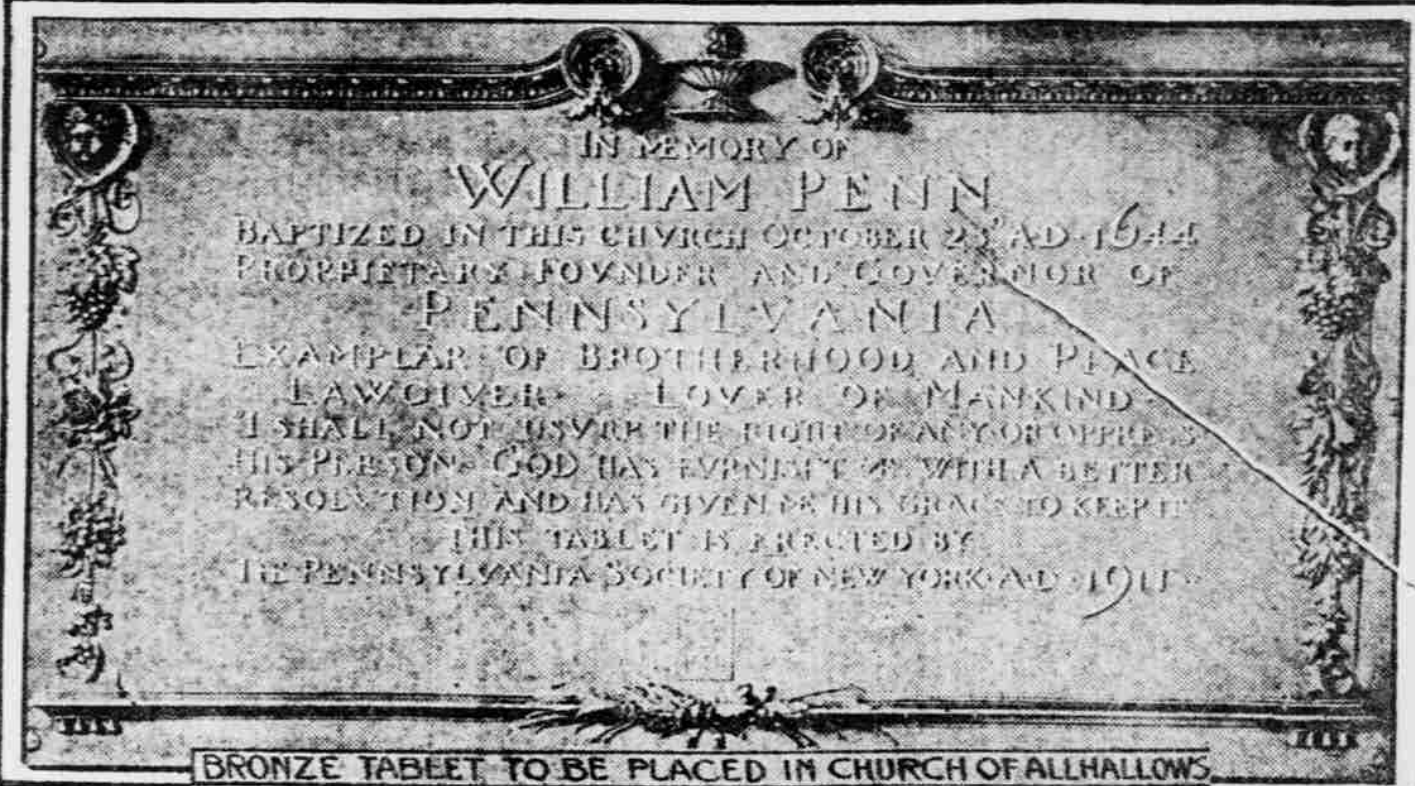 IN MEMORY OF
WILLIAM PENN
BAPTIZED IN THIS CHVRCH OCTOBER 23 AD·1644
PROPRIETARY FOVNDER AND GOVERNOR OF
PENNSYLVANIA
EXAMPLAR OF BROTHERHOOD AND PEACE
LAWGIVER · LOVER OF MANKIND
"I SHALL NOT USVRP THE RIGHT OF ANY OR OPPRESS
HIS PERSON · GOD HAS FVRNISHT ME WITH A BETTER
RESOLVTION AND HAS GIVEN ME HIS GRACE TO KEEP IT"
THIS TABLET IS ERECTED BY
THE PENNSYLVANIA SOCIETY OF NEW YORK·A·D·1911
BRONZE TABLET TO BE PLACED IN CHURCH OF ALLHALLOWS